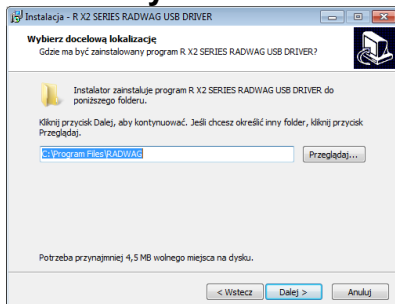 Instalacja - R X2 SERIES RADWAG USB DRIVER
Wybierz docelową lokalizację
Gdzie ma być zainstalowany program R X2 SERIES RADWAG USB DRIVER?
Instalator zainstaluje program R X2 SERIES RADWAG USB DRIVER do
poniższego folderu.
Kliknij przycisk Dalej, aby kontynuować. Jeśli chcesz określić inny folder, kliknij przycisk
Przeglądaj.
C:\Program Files\RADWAG
Przeglądaj...
Potrzeba przynajmniej 4,5 MB wolnego miejsca na dysku.
< Wstecz
Dalej >
Anuluj